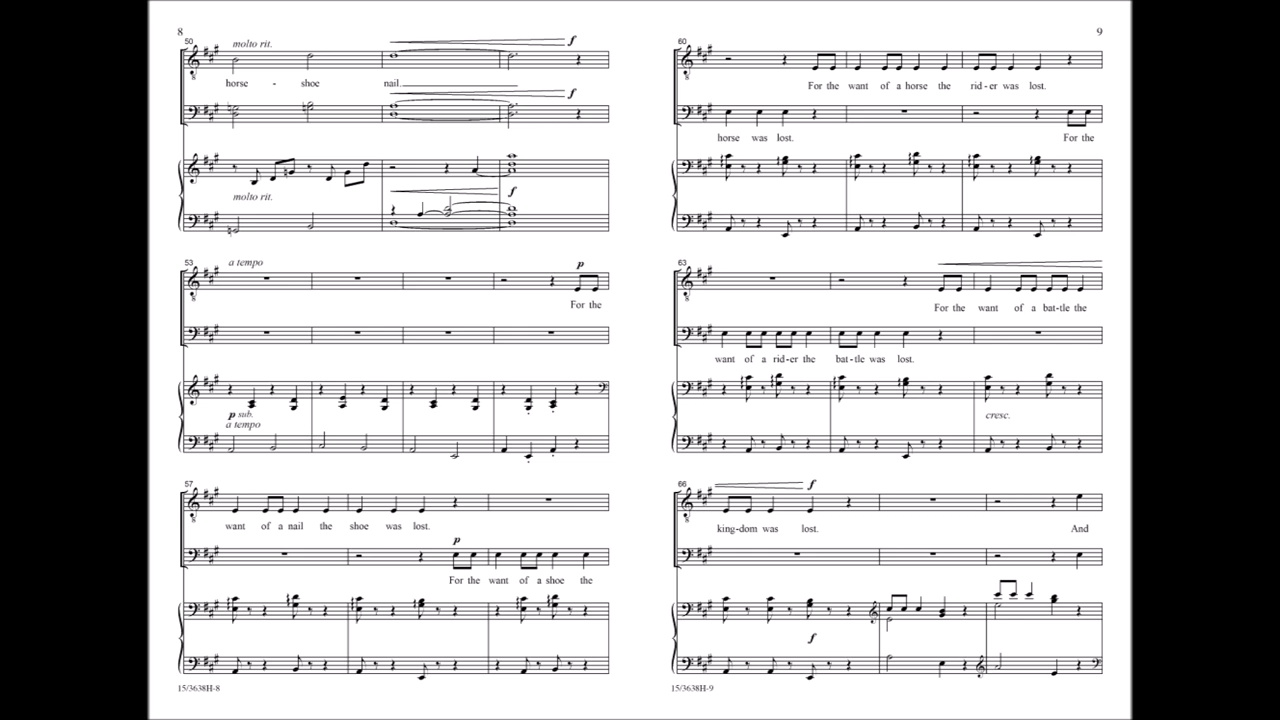 8
50
molto rit.
f
horse - shoe nail
f
molto rit.
f
53
a tempo
p
For the
p sub.
a tempo
57
want of a nail the shoe was lost.
p
For the want of a shoe the
15/3638H-8
9
60
For the want of a horse the rid - er was lost.
horse was lost. For the
63
For the want of a bat - tle the
want of a rid - er the bat - tle was lost.
cresc.
66
f
king - dom was lost. And
f
15/3638H-9